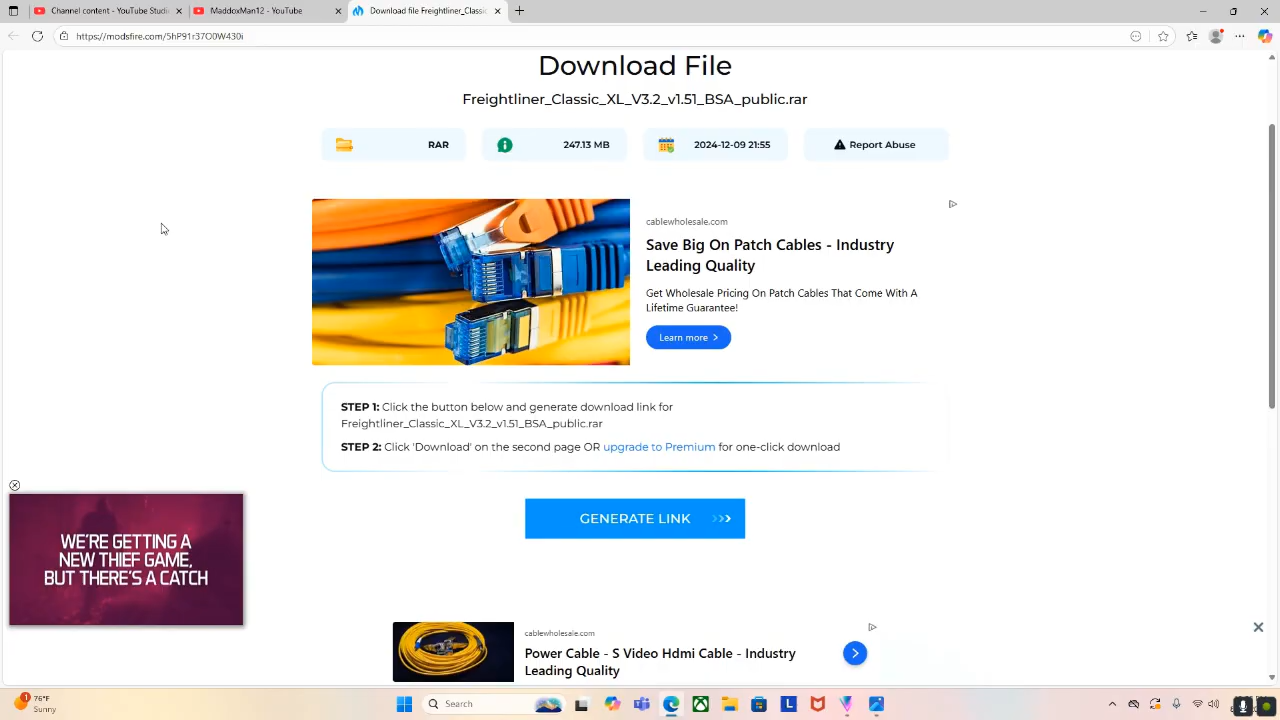 Channel content - YouTube Studi
MaddoxMan12 - YouTube
Download file Freightliner_Classic
https://modsfire.com/5hP91r37O0W430i
Download File
Freightliner_Classic_XL_V3.2_v1.51_BSA_public.rar
RAR
247.13 MB
2024-12-09 21:55
Report Abuse
cablewholesale.com
Save Big On Patch Cables - Industry
Leading Quality
Get Wholesale Pricing On Patch Cables That Come With A
Lifetime Guarantee!
Learn more
STEP 1: Click the button below and generate download link for
Freightliner_Classic_XL_V3.2_v1.51_BSA_public.rar
STEP 2: Click 'Download' on the second page OR upgrade to Premium for one-click download
GENERATE LINK
WE'RE GETTING A
NEW THIEF GAME,
BUT THERE'S A CATCH
cablewholesale.com
Power Cable - S Video Hdmi Cable - Industry
Leading Quality
1
76°F
Sunny
Search
L